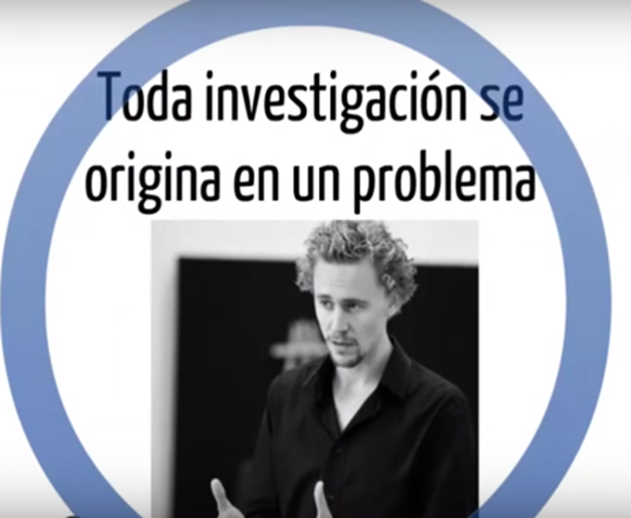 Toda investigación se
origina en un problema